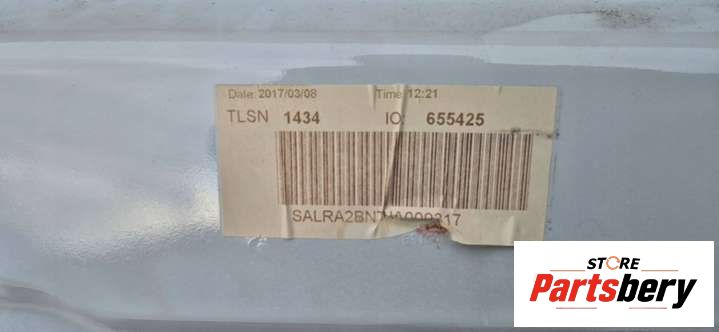 Date: 2017/03/08 Time: 12:21
TLSN 1434 IO: 655425
STORE
Partsbery